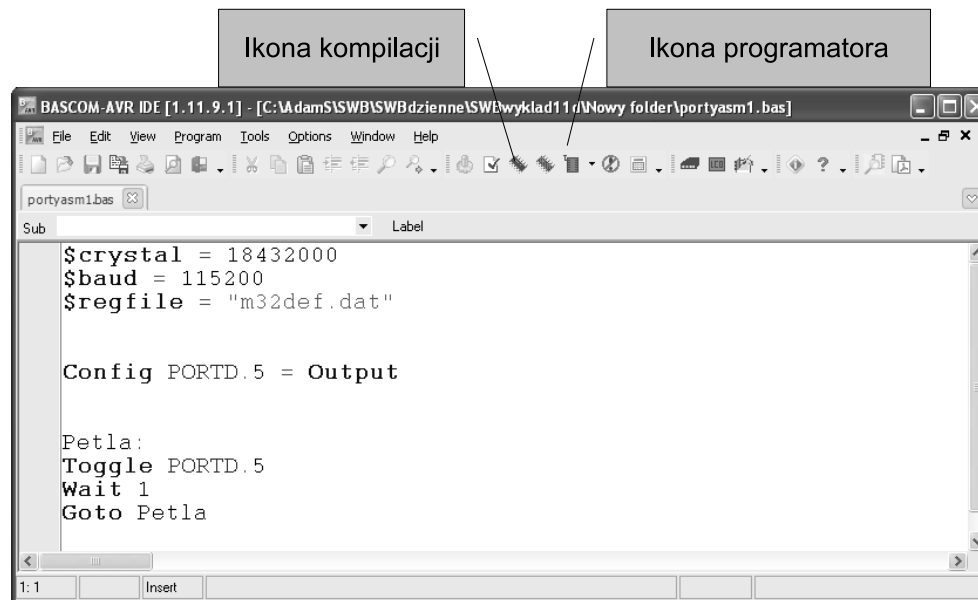 Ikona kompilacji
Ikona programatora
BASCOM-AVR IDE [1.11.9.1] - [C:\AdamS\SWB\SWBdzienne\SWB\wyklad11d\Nowy folder\portyasm1.bas]
File Edit View Program Tools Options Window Help
portyasm1.bas
Sub
Label
$crystal = 18432000
$baud = 115200
$regfile = "m32def.dat"
Config PORTD.5 = Output
Petla:
Toggle PORTD.5
Wait 1
Goto Petla
1: 1
Insert